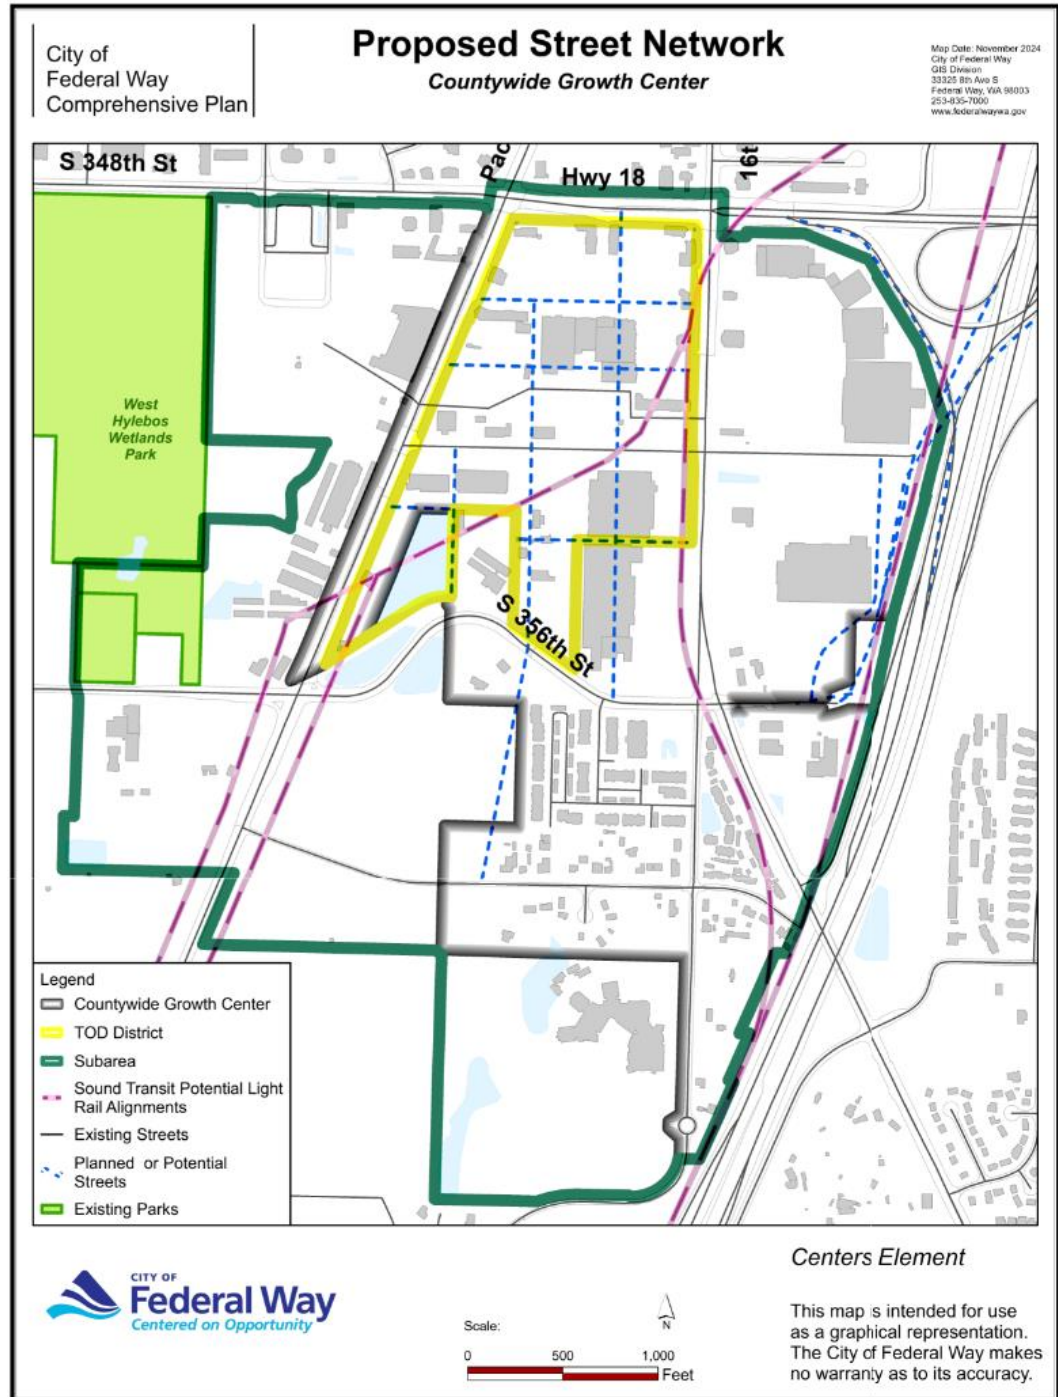 City of
Federal Way
Comprehensive Plan
Proposed Street Network
Countywide Growth Center
Map Date: November 2024
City of Federal Way
GIS Division
33325 8th Ave S
Federal Way, WA 98003
253-835-7000
www.federalwaywa.gov
S 348th St
Pac
Hwy 18
16t
West
Hylebos
Wetlands
Park
S 356th St
Legend
Countywide Growth Center
TOD District
Subarea
Sound Transit Potential Light
Rail Alignments
Existing Streets
Planned or Potential
Streets
Existing Parks
CITY OF
Federal Way
Centered on Opportunity
Scale:
N
0 500 1,000
Feet
Centers Element
This map is intended for use
as a graphical representation.
The City of Federal Way makes
no warranty as to its accuracy.